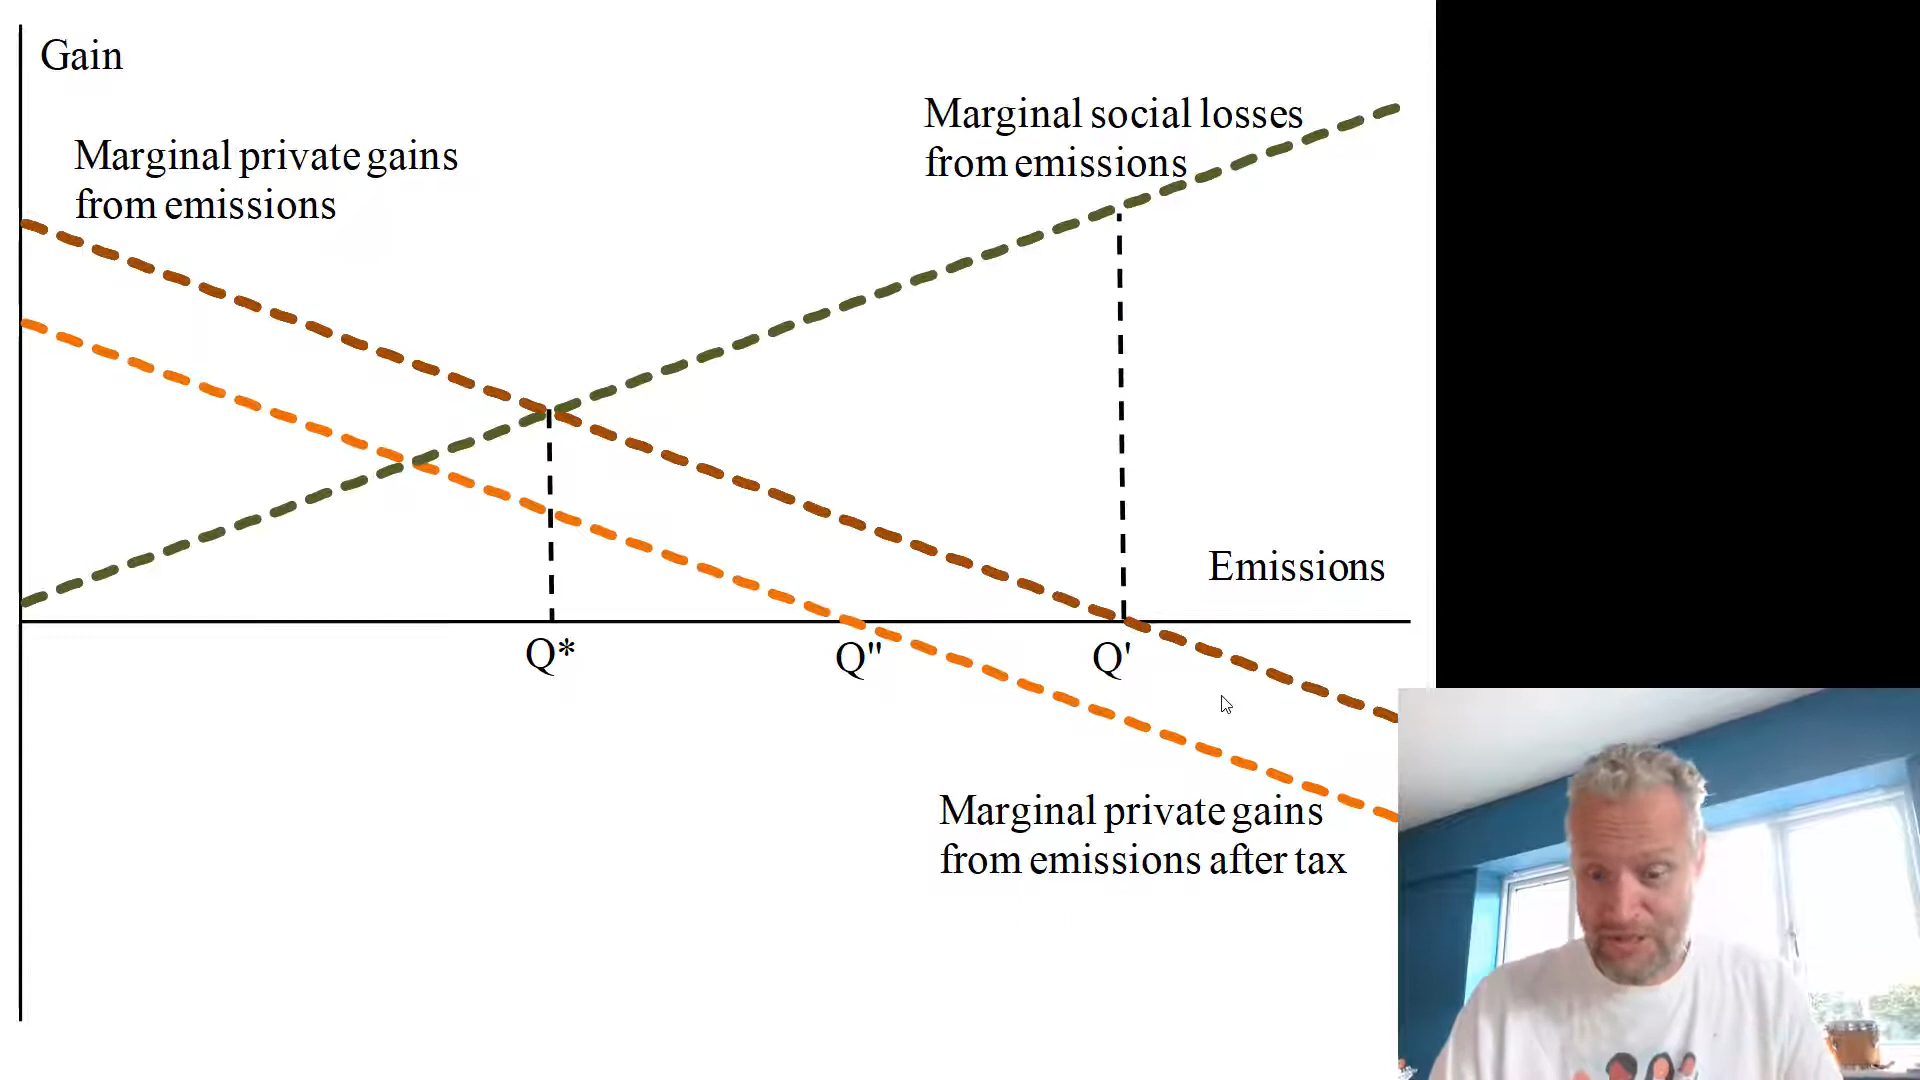 Gain
Marginal social losses
from emissions
Marginal private gains
from emissions
Emissions
Q*
Q"
Q'
Marginal private gains
from emissions after tax